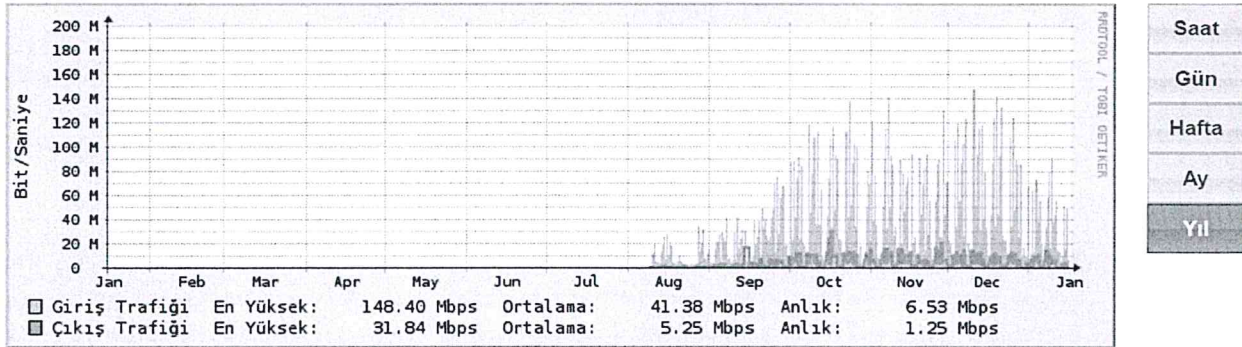 200 M
180 M
160 M
140 M
120 M
100 M
80 M
60 M
40 M
20 M
0
Bit/Saniye
Jan Feb Mar Apr May Jun Jul Aug Sep Oct Nov Dec Jan
Giriş Trafiği En Yüksek: 148.40 Mbps Ortalama: 41.38 Mbps Anlık: 6.53 Mbps
Çıkış Trafiği En Yüksek: 31.84 Mbps Ortalama: 5.25 Mbps Anlık: 1.25 Mbps
RRDTOOL / TOBI OETIKER
Saat
Gün
Hafta
Ay
Yıl